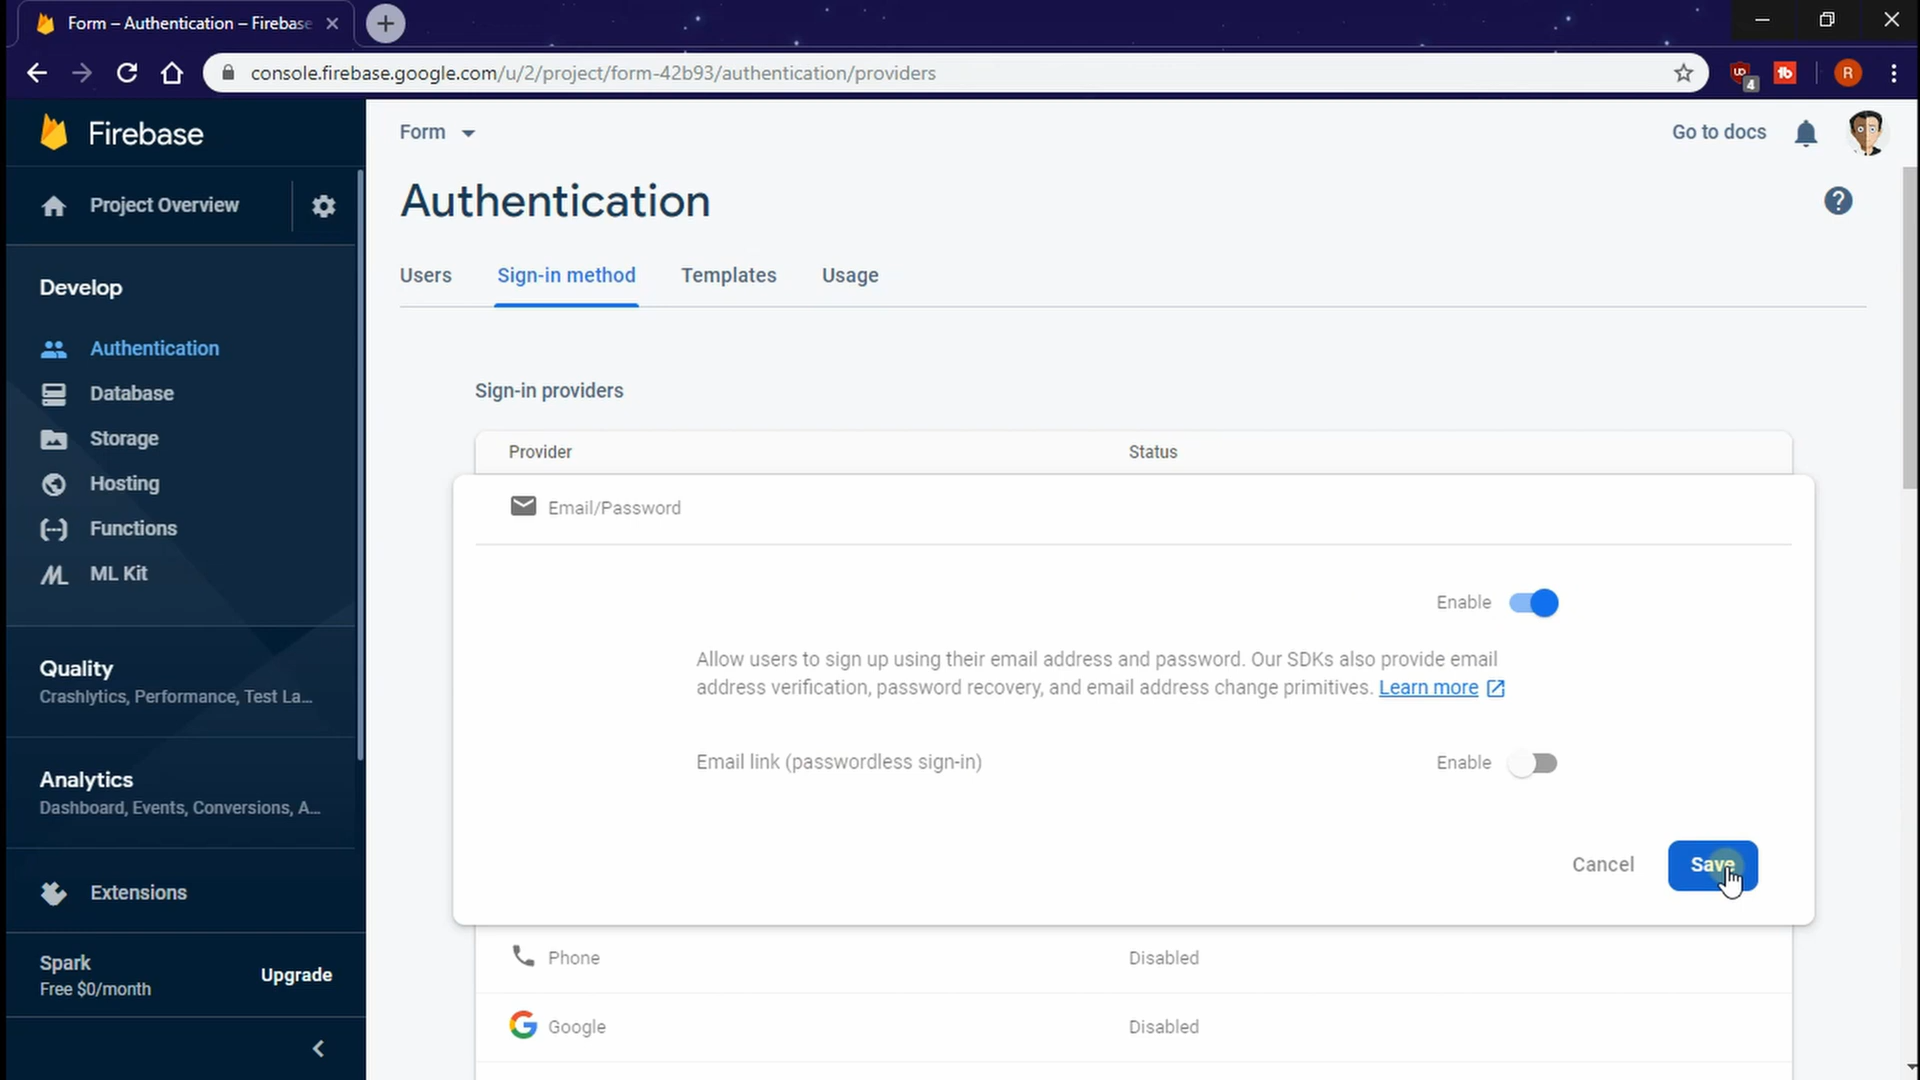 Form – Authentication – Firebase
console.firebase.google.com/u/2/project/form-42b93/authentication/providers
4
R
Firebase
Project Overview
Develop
Authentication
Database
Storage
Hosting
Functions
ML Kit
Quality
Crashlytics, Performance, Test La...
Analytics
Dashboard, Events, Conversions, A...
Extensions
Spark
Free $0/month
Upgrade
Form
Go to docs
Authentication
Users
Sign-in method
Templates
Usage
Sign-in providers
Provider
Status
Email/Password
Enable
Allow users to sign up using their email address and password. Our SDKs also provide email
address verification, password recovery, and email address change primitives. Learn more
Email link (passwordless sign-in)
Enable
Cancel
Save
Phone
Disabled
Google
Disabled